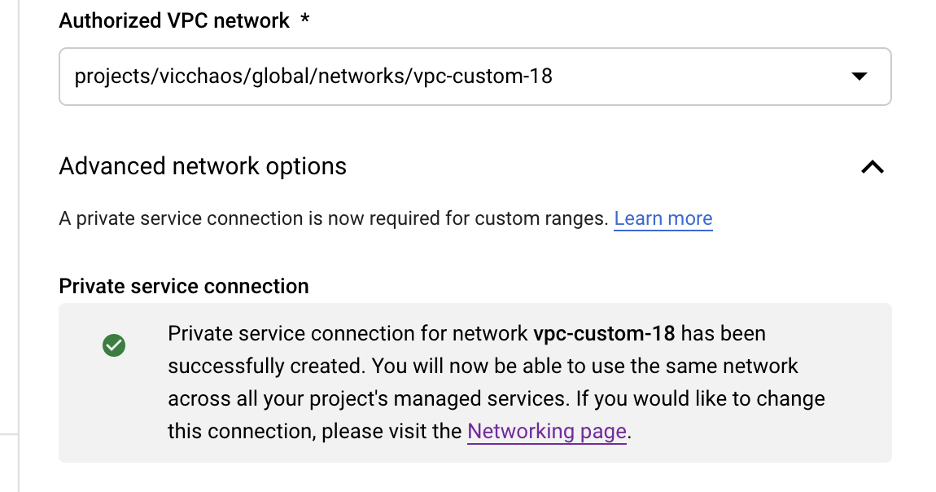 Authorized VPC network *
projects/vicchaos/global/networks/vpc-custom-18
Advanced network options
A private service connection is now required for custom ranges. Learn more
Private service connection
Private service connection for network vpc-custom-18 has been
successfully created. You will now be able to use the same network
across all your project's managed services. If you would like to change
this connection, please visit the Networking page.